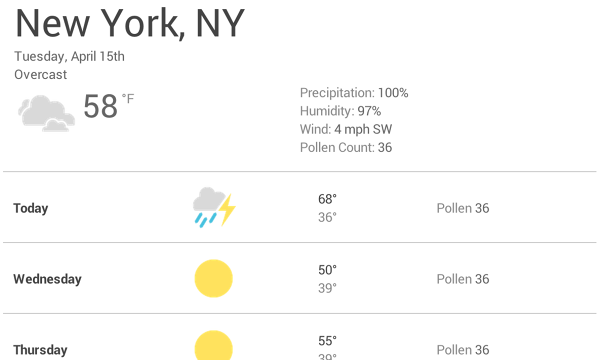 New York, NY
Tuesday, April 15th
Overcast
58 °F
Precipitation: 100%
Humidity: 97%
Wind: 4 mph SW
Pollen Count: 36
Today 68° Pollen 36
36°
Wednesday 50° Pollen 36
39°
Thursday 55° Pollen 36
39°